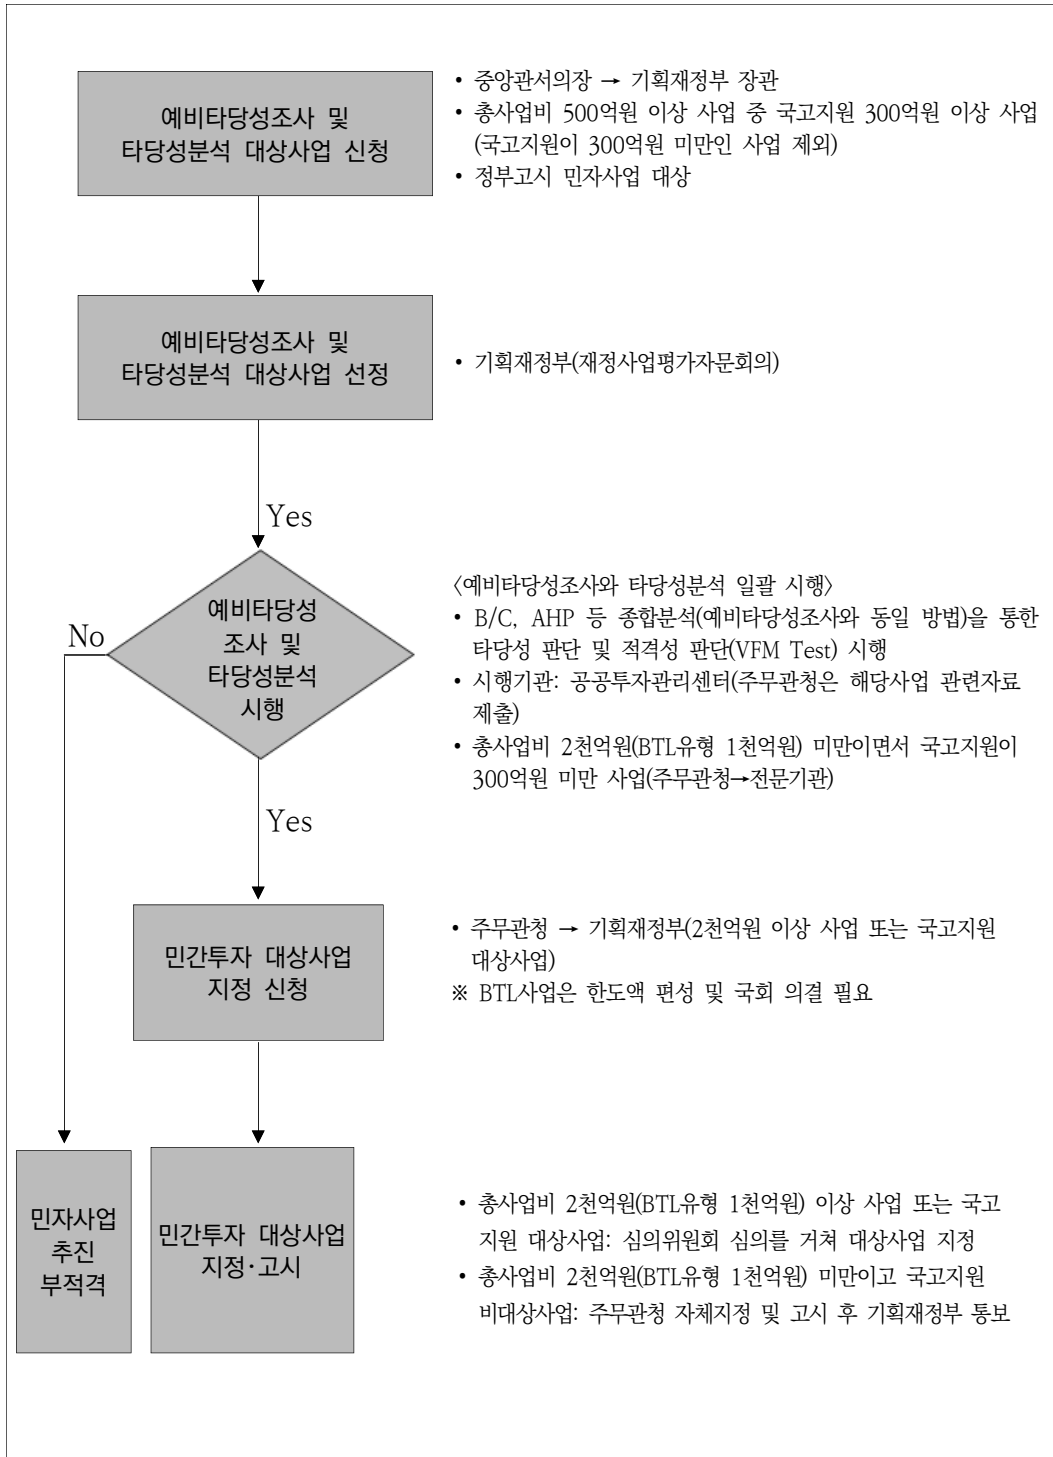 예비타당성조사 및
타당성분석 대상사업 신청
• 중앙관서의장 → 기획재정부 장관
• 총사업비 500억원 이상 사업 중 국고지원 300억원 이상 사업
(국고지원이 300억원 미만인 사업 제외)
• 정부고시 민자사업 대상
예비타당성조사 및
타당성분석 대상사업 선정
• 기획재정부(재정사업평가자문회의)
Yes
예비타당성
조사 및
타당성분석
시행
No
〈예비타당성조사와 타당성분석 일괄 시행〉
• B/C, AHP 등 종합분석(예비타당성조사와 동일 방법)을 통한
타당성 판단 및 적격성 판단(VFM Test) 시행
• 시행기관: 공공투자관리센터(주무관청은 해당사업 관련자료
제출)
• 총사업비 2천억원(BTL유형 1천억원) 미만이면서 국고지원이
300억원 미만 사업(주무관청→전문기관)
Yes
민간투자 대상사업
지정 신청
• 주무관청 → 기획재정부(2천억원 이상 사업 또는 국고지원
대상사업)
※ BTL사업은 한도액 편성 및 국회 의결 필요
민자사업
추진
부적격
민간투자 대상사업
지정·고시
• 총사업비 2천억원(BTL유형 1천억원) 이상 사업 또는 국고
지원 대상사업: 심의위원회 심의를 거쳐 대상사업 지정
• 총사업비 2천억원(BTL유형 1천억원) 미만이고 국고지원
비대상사업: 주무관청 자체지정 및 고시 후 기획재정부 통보